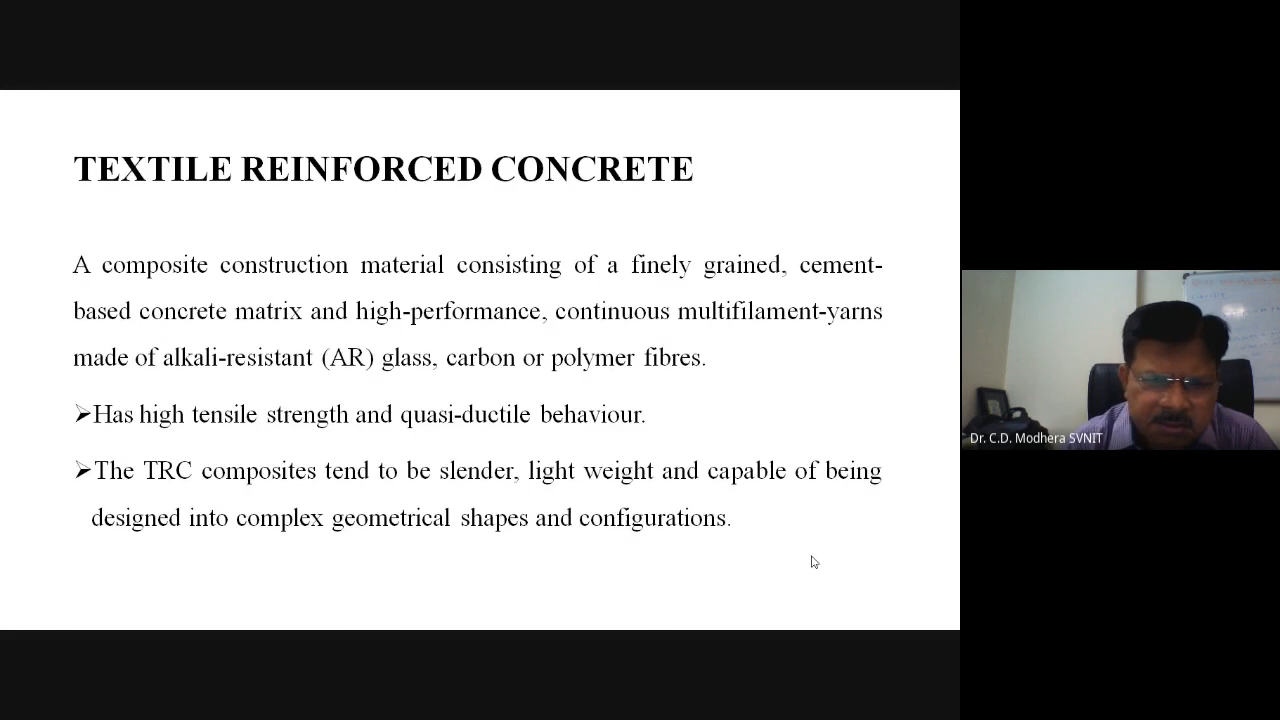 TEXTILE REINFORCED CONCRETE
A composite construction material consisting of a finely grained, cement-
based concrete matrix and high-performance, continuous multifilament-yarns
made of alkali-resistant (AR) glass, carbon or polymer fibres.
➢Has high tensile strength and quasi-ductile behaviour.
➢The TRC composites tend to be slender, light weight and capable of being
designed into complex geometrical shapes and configurations.
Dr. C.D. Modhera SVNIT